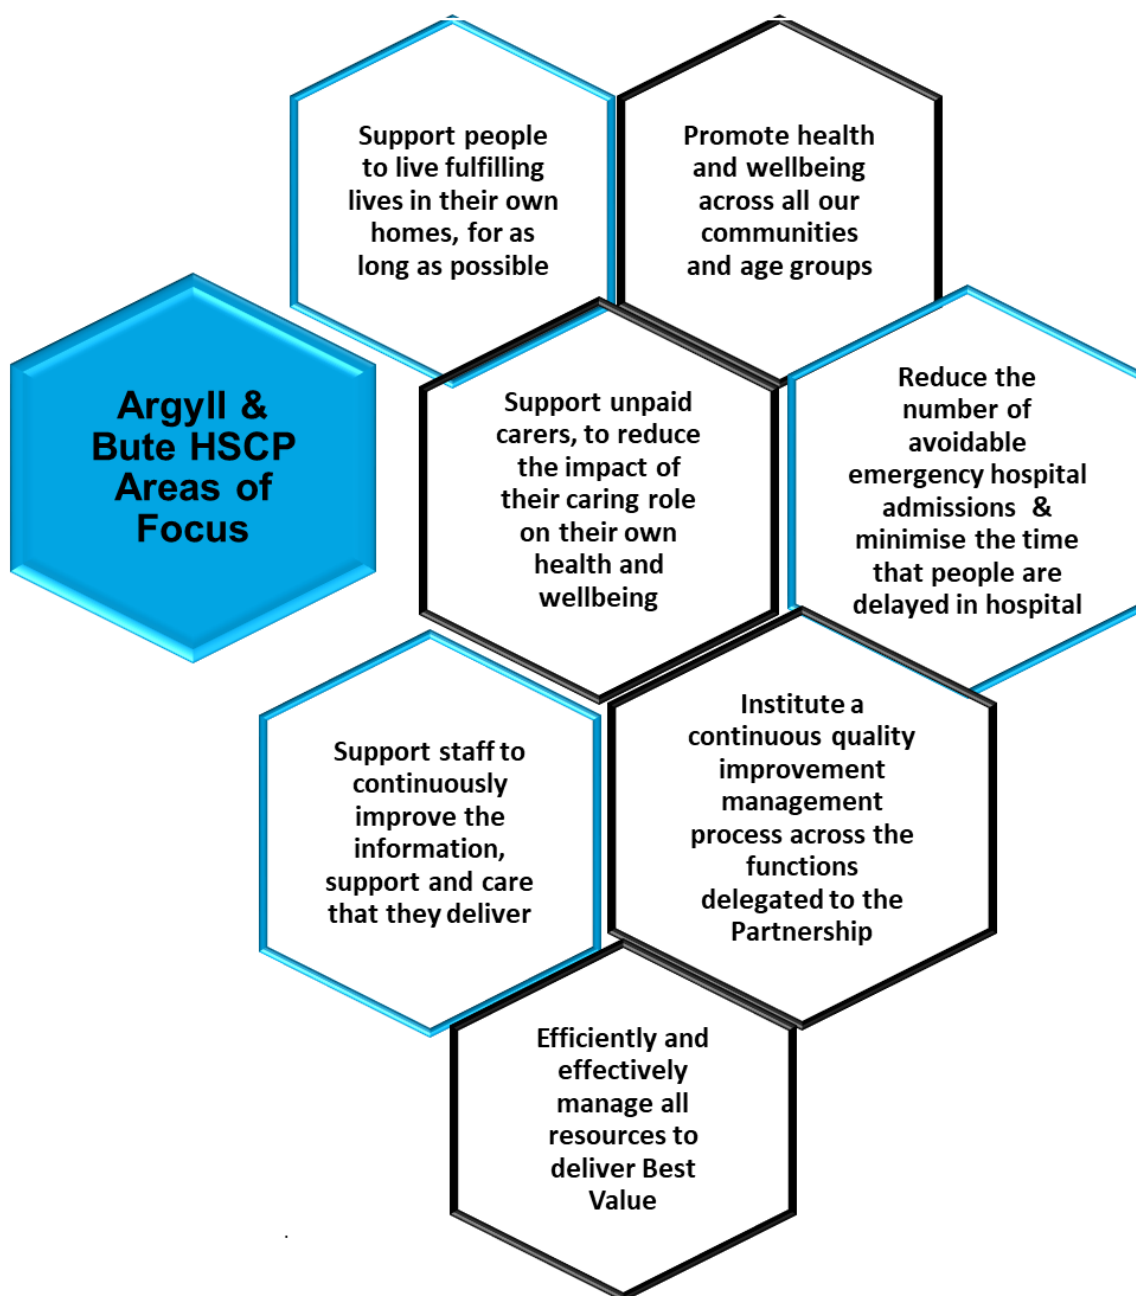 Support people
to live fulfilling
lives in their own
homes, for as
long as possible
Promote health
and wellbeing
across all our
communities
and age groups
Argyll &
Bute HSCP
Areas of
Focus
Support unpaid
carers, to reduce
the impact of
their caring role
on their own
health and
wellbeing
Reduce the
number of
avoidable
emergency hospital
admissions &
minimise the time
that people are
delayed in hospital
Support staff to
continuously
improve the
information,
support and care
that they deliver
Institute a
continuous quality
improvement
management
process across the
functions
delegated to the
Partnership
Efficiently and
effectively
manage all
resources to
deliver Best
Value
.